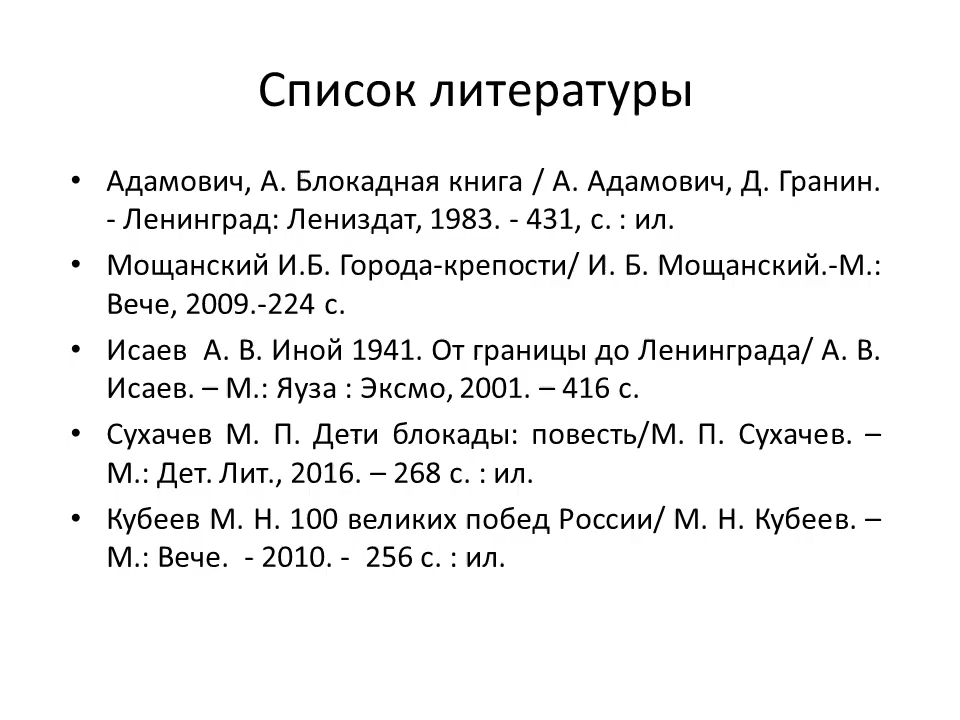 Список литературы
• Адамович, А. Блокадная книга / А. Адамович, Д. Гранин.
- Ленинград: Лениздат, 1983. - 431, с. : ил.
• Мощанский И.Б. Города-крепости/ И. Б. Мощанский.-М.:
Вече, 2009.-224 с.
• Исаев  А. В. Иной 1941. От границы до Ленинграда/ А. В.
Исаев. – М.: Яуза : Эксмо, 2001. – 416 с.
• Сухачев М. П. Дети блокады: повесть/М. П. Сухачев. –
М.: Дет. Лит., 2016. – 268 с. : ил.
• Кубеев М. Н. 100 великих побед России/ М. Н. Кубеев. –
М.: Вече.  - 2010. -  256 с. : ил.